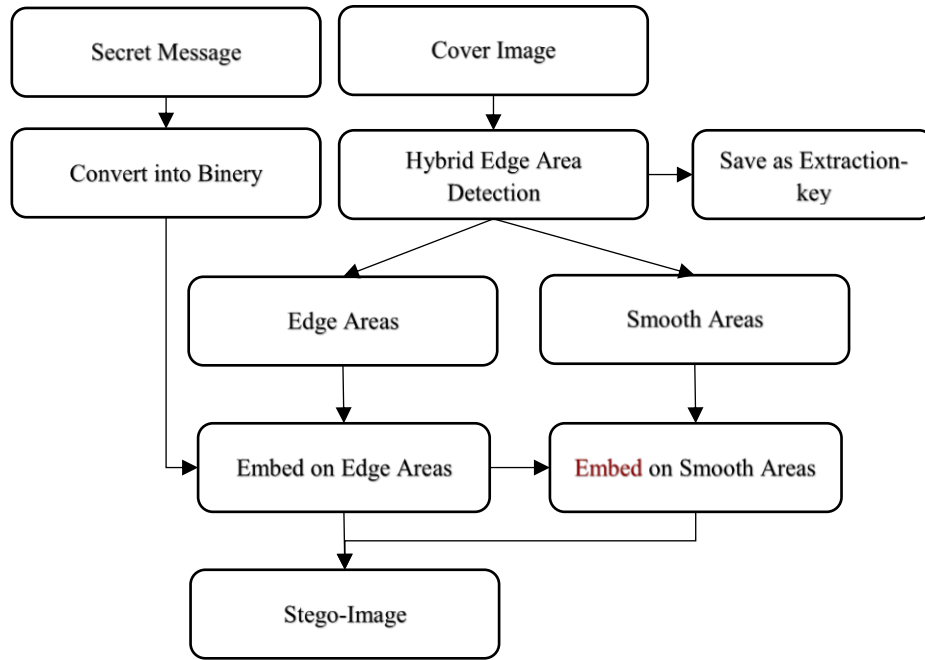 Secret Message
Cover Image
Convert into Binery
Hybrid Edge Area
Detection
Save as Extraction-
key
Edge Areas
Smooth Areas
Embed on Edge Areas
Embed on Smooth Areas
Stego-Image